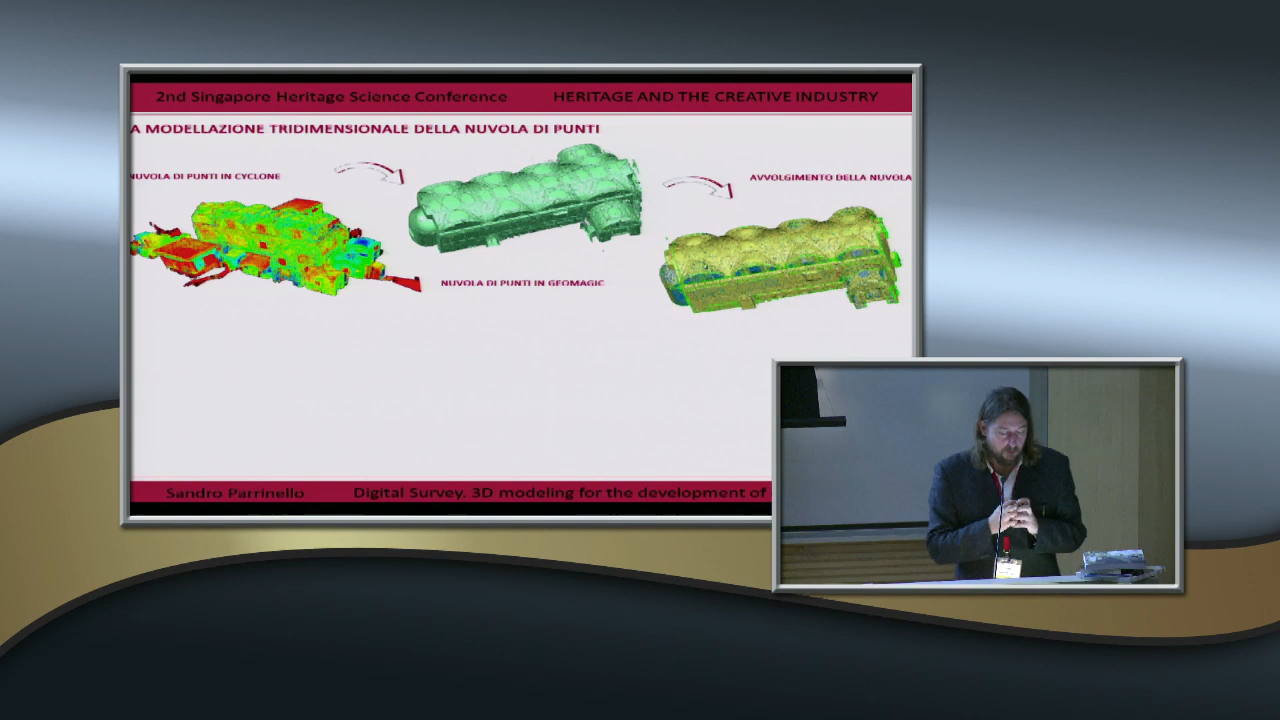 2nd Singapore Heritage Science Conference HERITAGE AND THE CREATIVE INDUSTRY
A MODELLAZIONE TRIDIMENSIONALE DELLA NUVOLA DI PUNTI
NUVOLA DI PUNTI IN CYCLONE
AVVOLGIMENTO DELLA NUVOLA
NUVOLA DI PUNTI IN GEOMAGIC
Sandro Parrinello Digital Survey. 3D modeling for the development of